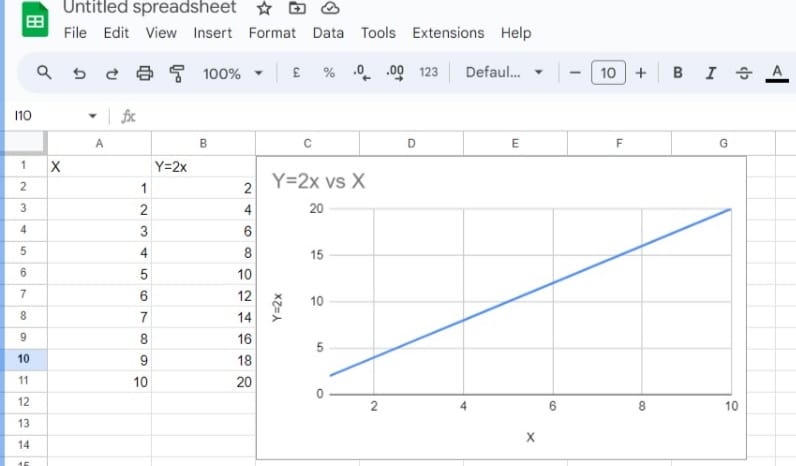 Untitled spreadsheet
File Edit View Insert Format Data Tools Extensions Help
100% £ % .0 .00 123 Defaul... 10 B I S A
I10 fx
A B C D E F G
1 X Y=2x
2 1 2
3 2 4
4 3 6
5 4 8
6 5 10
7 6 12
8 7 14
9 8 16
10 9 18
11 10 20
12
13
14
15
Y=2x vs X
20
15
10
5
0
Y=2x
2 4 6 8 10
X